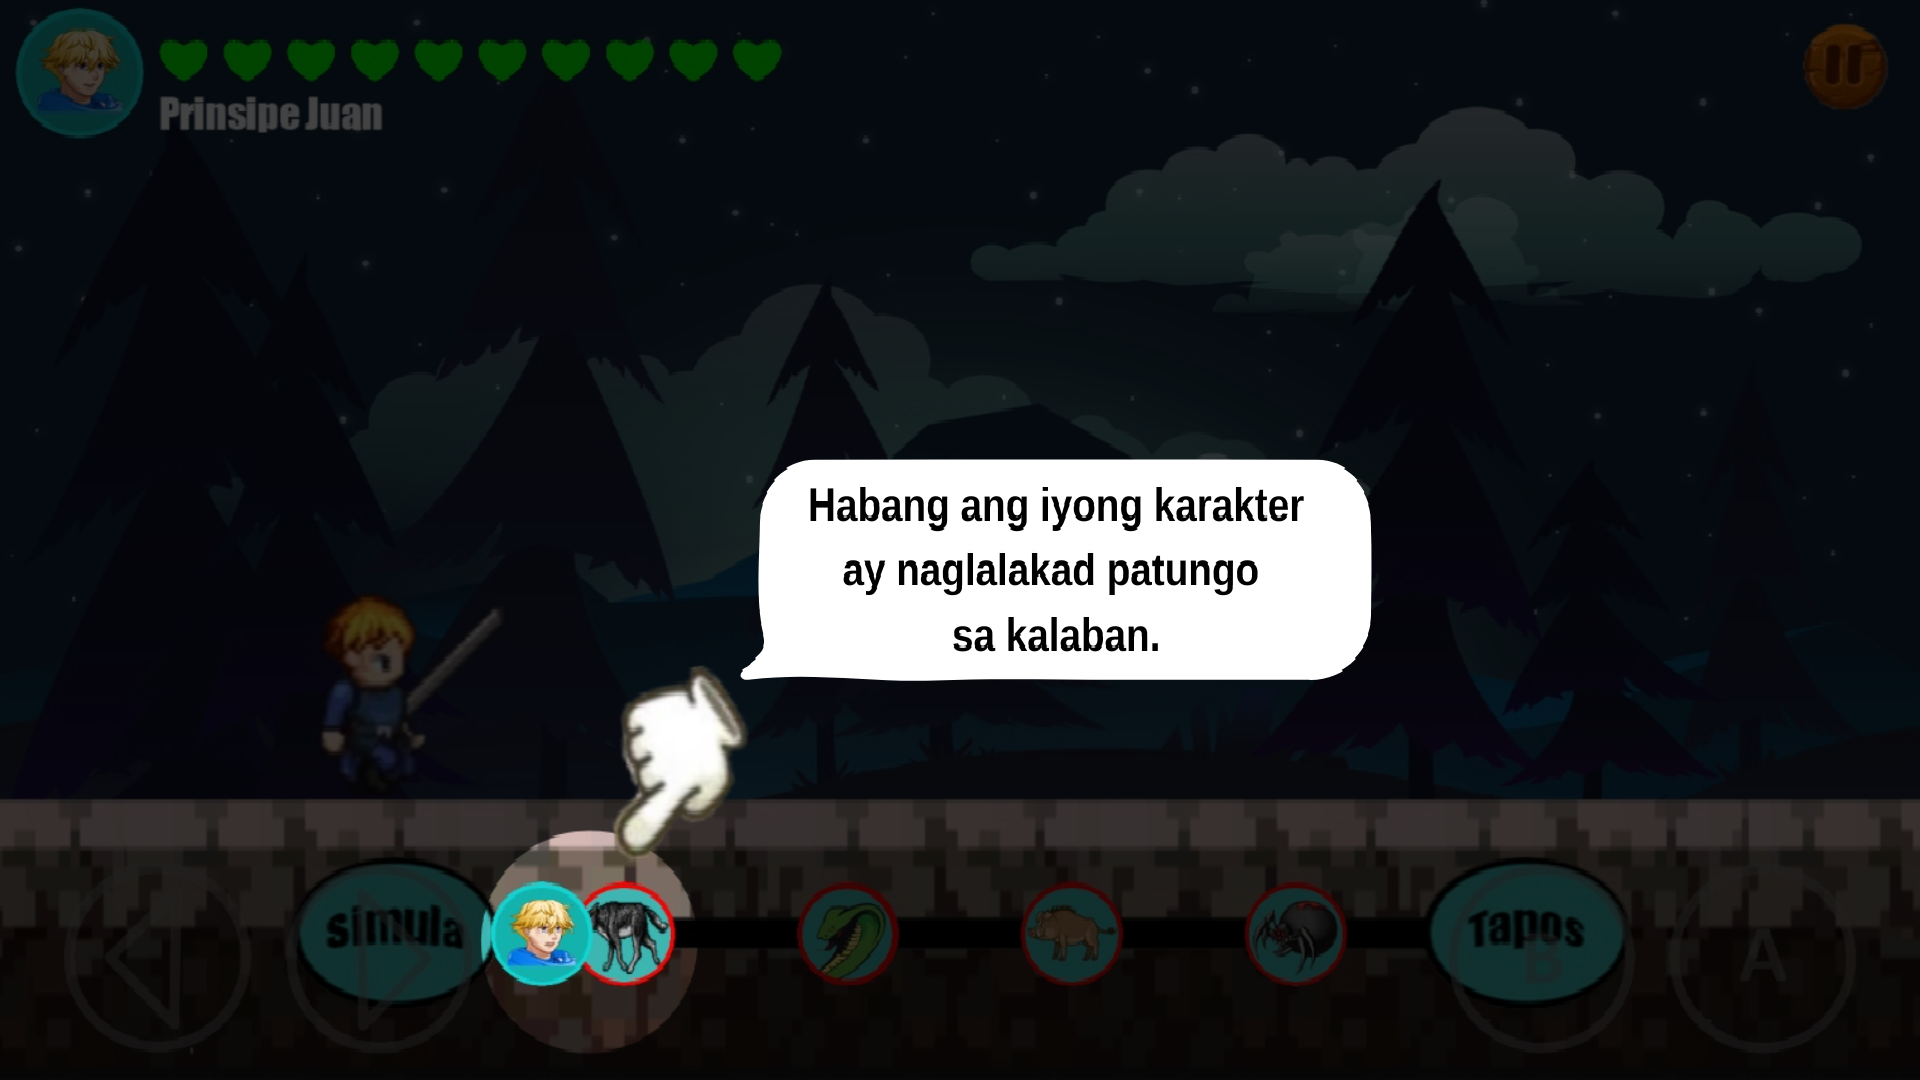 Prinsipe Juan
Habang ang iyong karakter
ay naglalakad patungo
sa kalaban.
simula
Tapos
B
A